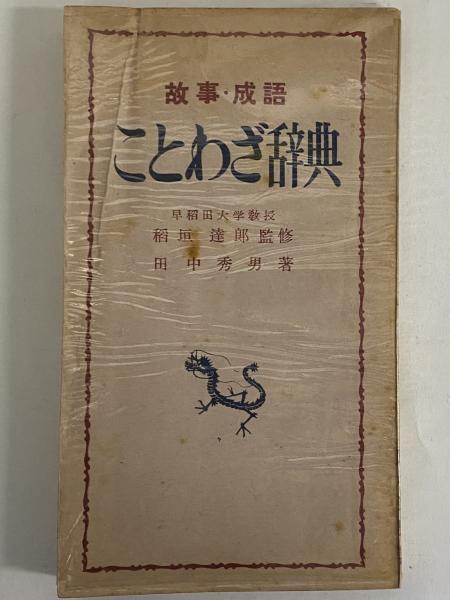 故事・成語
ことわざ辞典
早稲田大学教授
稲垣達郎監修
田中秀男著